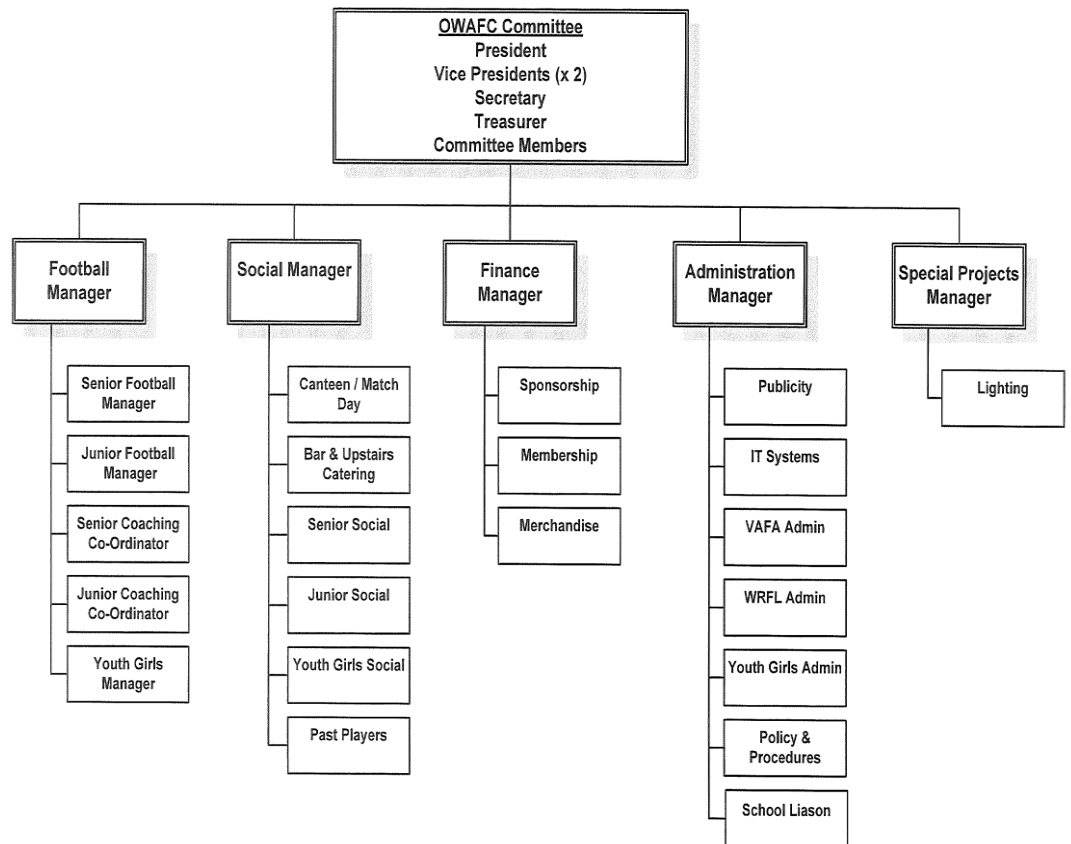 OWAFC Committee
President
Vice Presidents (x 2)
Secretary
Treasurer
Committee Members
Football
Manager
Social Manager
Finance
Manager
Administration
Manager
Special Projects
Manager
Senior Football
Manager
Junior Football
Manager
Senior Coaching
Co-Ordinator
Junior Coaching
Co-Ordinator
Youth Girls
Manager
Canteen / Match
Day
Bar & Upstairs
Catering
Senior Social
Junior Social
Youth Girls Social
Past Players
Sponsorship
Membership
Merchandise
Publicity
IT Systems
VAFA Admin
WRFL Admin
Youth Girls Admin
Policy &
Procedures
School Liason
Lighting